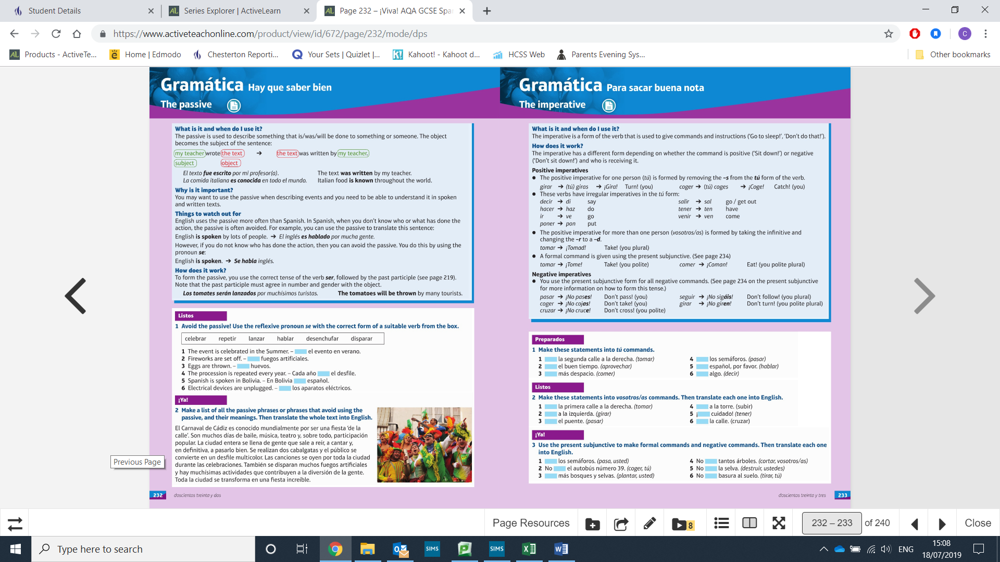 Student Details
Series Explorer | ActiveLearn
Page 232 – ¡Viva! AQA GCSE Spa
https://www.activeteachonline.com/product/view/id/672/page/232/mode/dps
C
Products - ActiveTe...
Home | Edmodo
Chesterton Reporti...
Your Sets | Quizlet |...
Kahoot! - Kahoot d...
HCSS Web
Parents Evening Sys...
Other bookmarks
Gramática Hay que saber bien
The passive
What is it and when do I use it?
The passive is used to describe something that is/was/will be done to something or someone. The object
becomes the subject of the sentence:
my teacher wrote the text → the text was written by my teacher.
subject object
El texto fue escrito por mi profesor(a). The text was written by my teacher.
La comida italiana es conocida en todo el mundo. Italian food is known throughout the world.
Why is it important?
You may want to use the passive when describing events and you need to be able to understand it in spoken
and written texts.
Things to watch out for
English uses the passive more often than Spanish. In Spanish, when you don't know who or what has done the
action, the passive is often avoided. For example, you can use the passive to translate this sentence:
English is spoken by lots of people. → El inglés es hablado por mucha gente.
However, if you do not know who has done the action, then you can avoid the passive. You do this by using the
pronoun se:
English is spoken. → Se habla inglés.
How does it work?
To form the passive, you use the correct tense of the verb ser, followed by the past participle (see page 219).
Note that the past participle must agree in number and gender with the object.
Los tomates serán lanzados por muchísimos turistas. The tomatoes will be thrown by many tourists.
Listos
1 Avoid the passive! Use the reflexive pronoun se with the correct form of a suitable verb from the box.
celebrar repetir lanzar hablar desenchufar disparar
1 The event is celebrated in the Summer. – el evento en verano.
2 Fireworks are set off. – fuegos artificiales.
3 Eggs are thrown. – huevos.
4 The procession is repeated every year. – Cada año el desfile.
5 Spanish is spoken in Bolivia. – En Bolivia español.
6 Electrical devices are unplugged. – los aparatos eléctricos.
¡Ya!
2 Make a list of all the passive phrases or phrases that avoid using the
passive, and their meanings. Then translate the whole text into English.
El Carnaval de Cádiz es conocido mundialmente por ser una fiesta 'de la
calle'. Son muchos días de baile, música, teatro y, sobre todo, participación
popular. La ciudad entera se llena de gente que sale a reír, a cantar y,
en definitiva, a pasarlo bien. Se realizan dos cabalgatas y el público se
convierte en un desfile multicolor. Las canciones se oyen por toda la ciudad
durante las celebraciones. También se disparan muchos fuegos artificiales
y hay muchísimas actividades que contribuyen a la diversión de la gente.
Toda la ciudad se transforma en una fiesta increíble.
232 doscientos treinta y dos
Gramática Para sacar buena nota
The imperative
What is it and when do I use it?
The imperative is a form of the verb that is used to give commands and instructions ('Go to sleep!', 'Don't do that!').
How does it work?
The imperative has a different form depending on whether the command is positive ('Sit down!') or negative
('Don't sit down!') and who is receiving it.
Positive imperatives
• The positive imperative for one person (tú) is formed by removing the –s from the tú form of the verb.
girar → (tú) giras → ¡Gira! Turn! (you) coger → (tú) coges → ¡Coge! Catch! (you)
• These verbs have irregular imperatives in the tú form:
decir → di say salir → sal go / get out
hacer → haz do tener → ten have
ir → ve go venir → ven come
poner → pon put
• The positive imperative for more than one person (vosotros/as) is formed by taking the infinitive and
changing the –r to a –d.
tomar → ¡Tomad! Take! (you plural)
• A formal command is given using the present subjunctive. (See page 234)
tomar → ¡Tome! Take! (you polite) comer → ¡Coman! Eat! (you polite plural)
Negative imperatives
• You use the present subjunctive form for all negative commands. (See page 234 on the present subjunctive
for more information on how to form this tense.)
pasar → ¡No pases! Don't pass! (you) seguir → ¡No sigáis! Don't follow! (you plural)
coger → ¡No cojas! Don't take! (you) girar → ¡No giren! Don't turn! (you polite plural)
cruzar → ¡No cruce! Don't cross! (you polite)
Preparados
1 Make these statements into tú commands.
1 la segunda calle a la derecha. (tomar) 4 los semáforos. (pasar)
2 el buen tiempo. (aprovechar) 5 español, por favor. (hablar)
3 más despacio. (comer) 6 algo. (decir)
Listos
2 Make these statements into vosotros/as commands. Then translate each one into English.
1 la primera calle a la derecha. (tomar) 4 a la torre. (subir)
2 a la izquierda. (girar) 5 ¡ cuidado! (tener)
3 el puente. (pasar) 6 la calle. (cruzar)
¡Ya!
3 Use the present subjunctive to make formal commands and negative commands. Then translate each one
into English.
1 los semáforos. (pasa, usted) 4 No tantos árboles. (cortar, vosotros/as)
2 No el autobús número 39. (coger, tú) 5 No la selva. (destruir, ustedes)
3 más bosques y selvas. (plantar, usted) 6 No basura al suelo. (tirar, tú)
doscientos treinta y tres 233
Previous Page
Page Resources 8 232 – 233 of 240 Close
Type here to search
SIMS
SIMS
ENG
15:08
18/07/2019